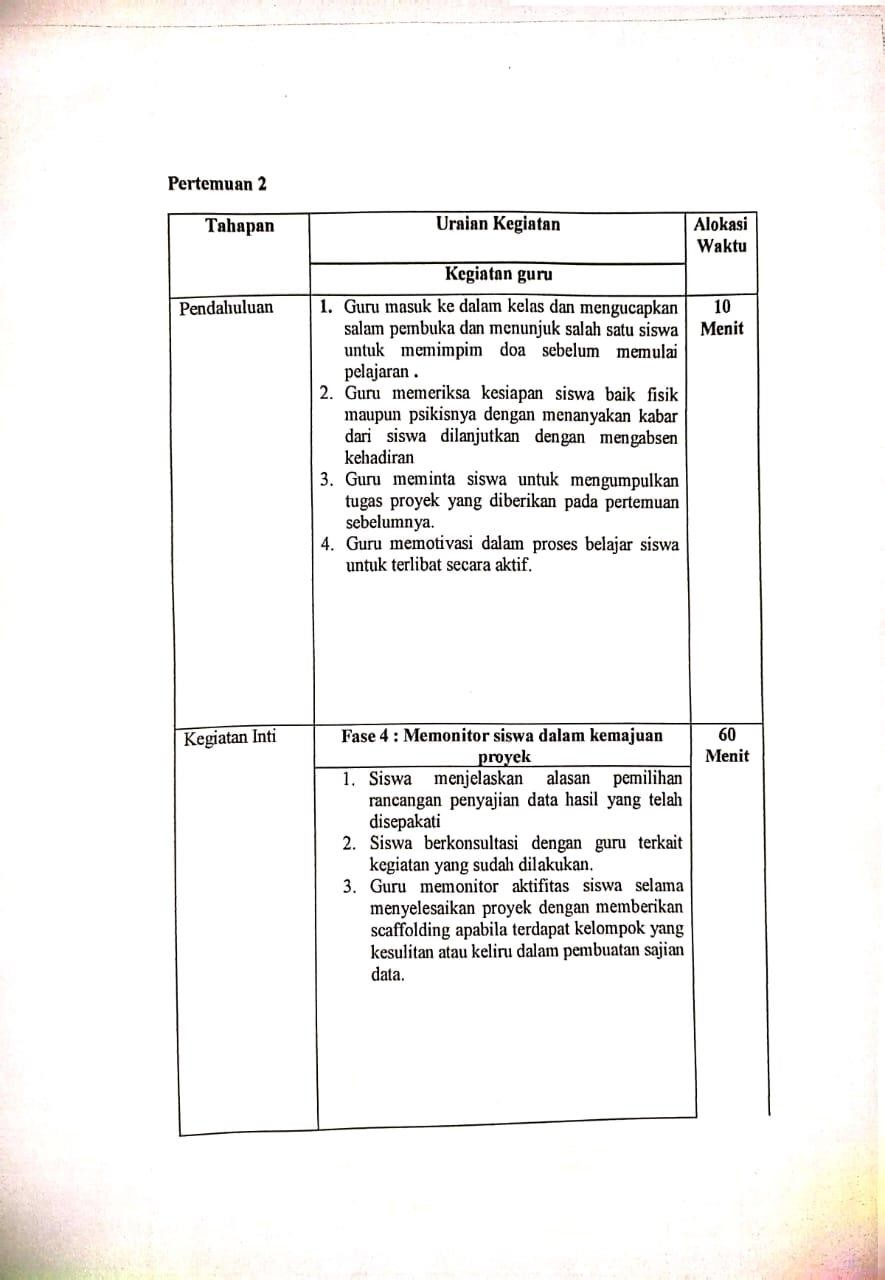 Pertemuan 2
Tahapan
Uraian Kegiatan
Alokasi
Waktu
Kegiatan guru
Pendahuluan
1. Guru masuk ke dalam kelas dan mengucapkan
salam pembuka dan menunjuk salah satu siswa
untuk memimpim doa sebelum memulai
pelajaran .
2. Guru memeriksa kesiapan siswa baik fisik
maupun psikisnya dengan menanyakan kabar
dari siswa dilanjutkan dengan mengabsen
kehadiran
3. Guru meminta siswa untuk mengumpulkan
tugas proyek yang diberikan pada pertemuan
sebelumnya.
4. Guru memotivasi dalam proses belajar siswa
untuk terlibat secara aktif.
10
Menit
Kegiatan Inti
Fase 4 : Memonitor siswa dalam kemajuan
proyek
1. Siswa menjelaskan alasan pemilihan
rancangan penyajian data hasil yang telah
disepakati
2. Siswa berkonsultasi dengan guru terkait
kegiatan yang sudah dilakukan.
3. Guru memonitor aktifitas siswa selama
menyelesaikan proyek dengan memberikan
scaffolding apabila terdapat kelompok yang
kesulitan atau keliru dalam pembuatan sajian
data.
60
Menit